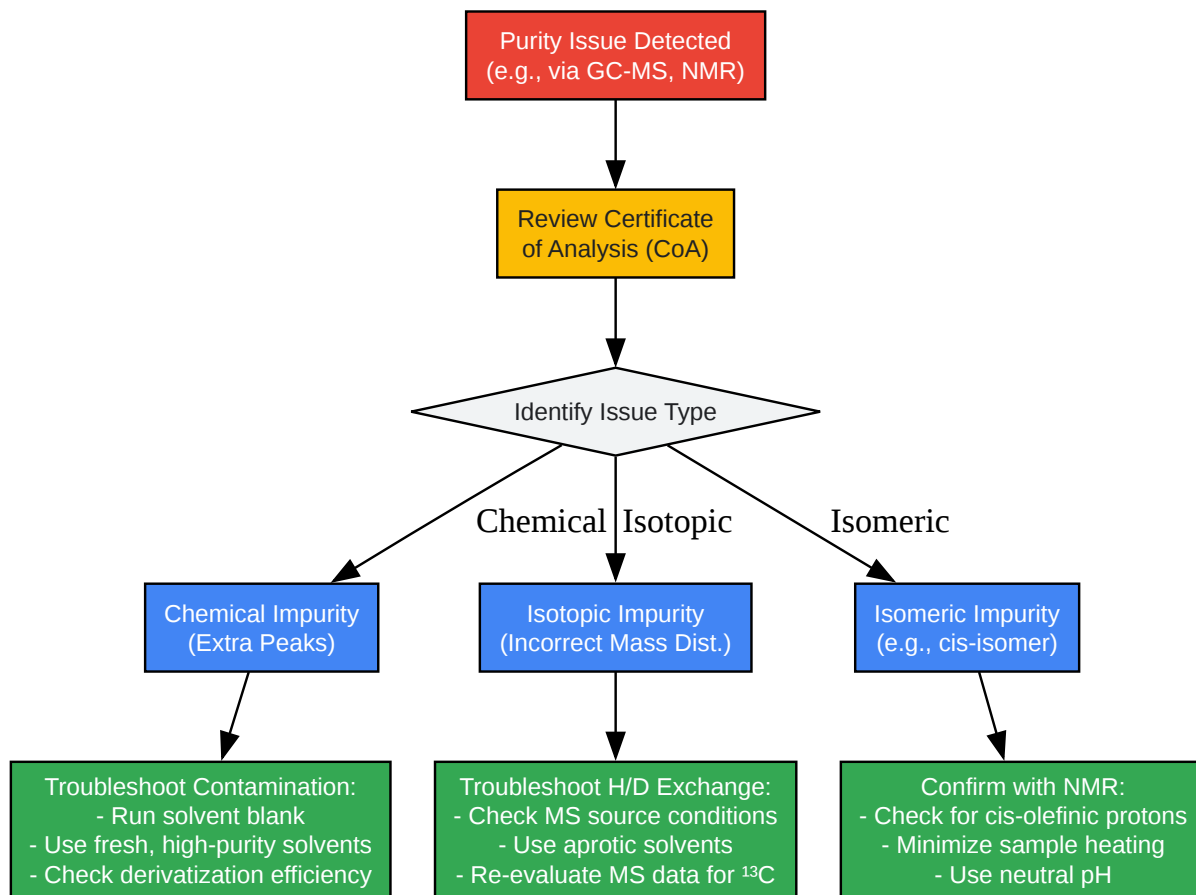 Purity Issue Detected
(e.g., via GC-MS, NMR)
Review Certificate
of Analysis (CoA)
Identify Issue Type
Chemical
Isotopic
Isomeric
Chemical Impurity
(Extra Peaks)
Isotopic Impurity
(Incorrect Mass Dist.)
Isomeric Impurity
(e.g., cis-isomer)
Troubleshoot Contamination:
- Run solvent blank
- Use fresh, high-purity solvents
- Check derivatization efficiency
Troubleshoot H/D Exchange:
- Check MS source conditions
- Use aprotic solvents
- Re-evaluate MS data for ¹³C
Confirm with NMR:
- Check for cis-olefinic protons
- Minimize sample heating
- Use neutral pH